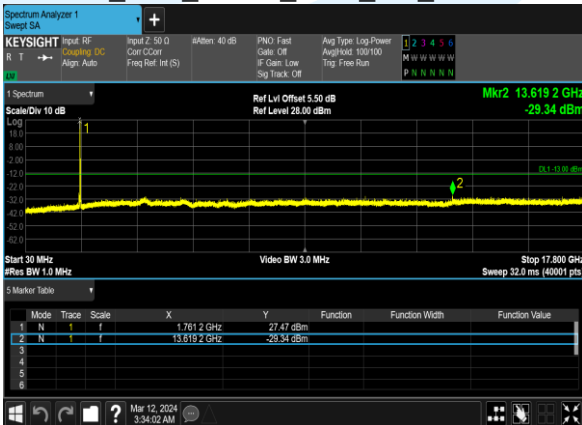 Spectrum Analyzer 1
Swept SA
+
KEYSIGHT Input: RF Input Z: 50 Ω #Atten: 40 dB PNO: Fast Avg Type: Log-Power 1 2 3 4 5 6
R T Coupling: DC Corr CCorr Gate: Off Avg|Hold: 100/100 M W W W W W
Align: Auto Freq Ref: Int (S) IF Gain: Low Trig: Free Run
LU Sig Track: Off P N N N N N
1 Spectrum Ref Lvl Offset 5.50 dB Mkr2 13.619 2 GHz
Scale/Div 10 dB Ref Level 28.00 dBm -29.34 dBm
Log
1
18.0
8.00
-2.00
DL1 -13.00 dBm
-12.0
2
-22.0
-32.0
-42.0
-52.0
-62.0
Start 30 MHz Video BW 3.0 MHz Stop 17.800 GHz
#Res BW 1.0 MHz Sweep 32.0 ms (40001 pts
5 Marker Table
Mode Trace Scale X Y Function Function Width Function Value
1 N 1 f 1.761 2 GHz 27.47 dBm
2 N 1 f 13.619 2 GHz -29.34 dBm
3
4
5
6
? Mar 12, 2024
3:34:02 AM